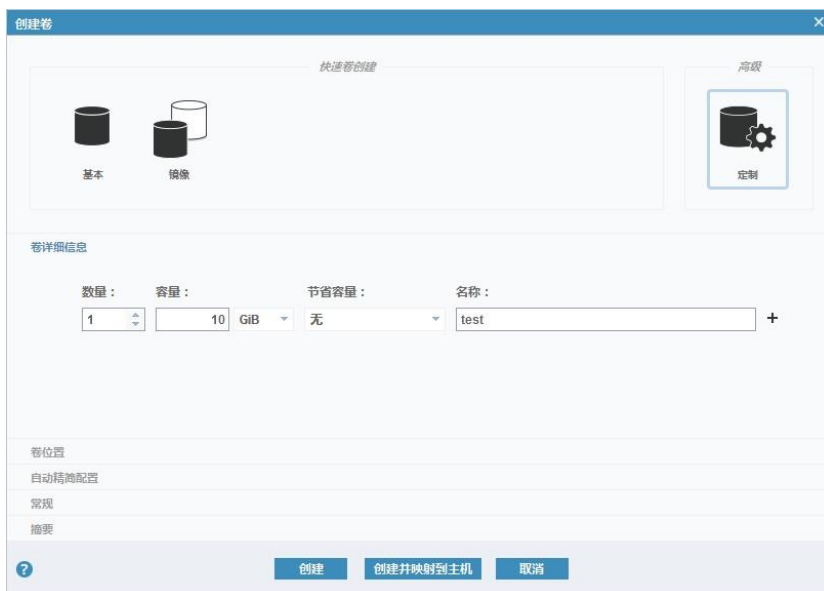 创建卷
快速卷创建
高级
基本
镜像
定制
卷详细信息
数量： 容量： 节省容量： 名称：
1 10 GiB 无 test +
卷位置
自动精简配置
常规
摘要
? 创建 创建并映射到主机 取消